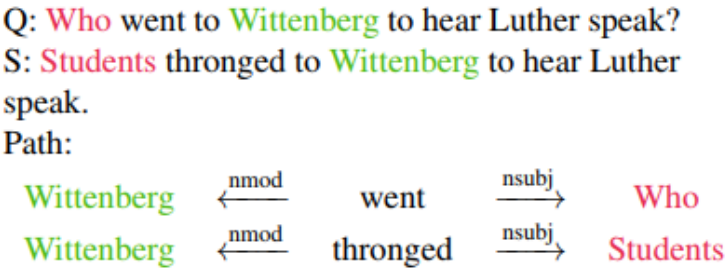 Q: Who went to Wittenberg to hear Luther speak?
S: Students thronged to Wittenberg to hear Luther
speak.
Path:
Wittenberg ←nmod— went —nsubj→ Who
Wittenberg ←nmod— thronged —nsubj→ Students